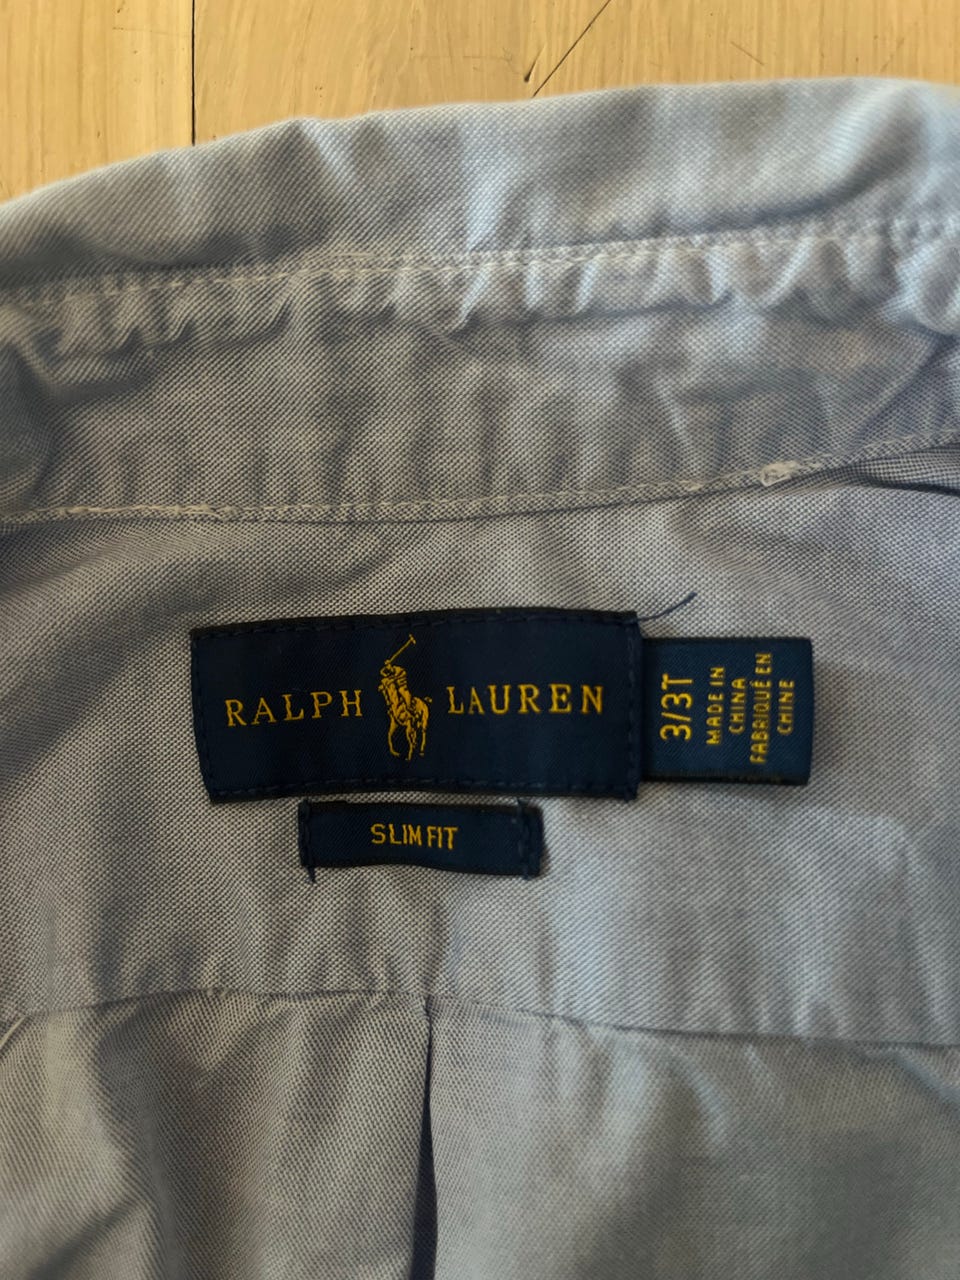 RALPH LAUREN
3/3T
MADE IN
CHINA
FABRIQUÉ EN
CHINE
SLIM FIT